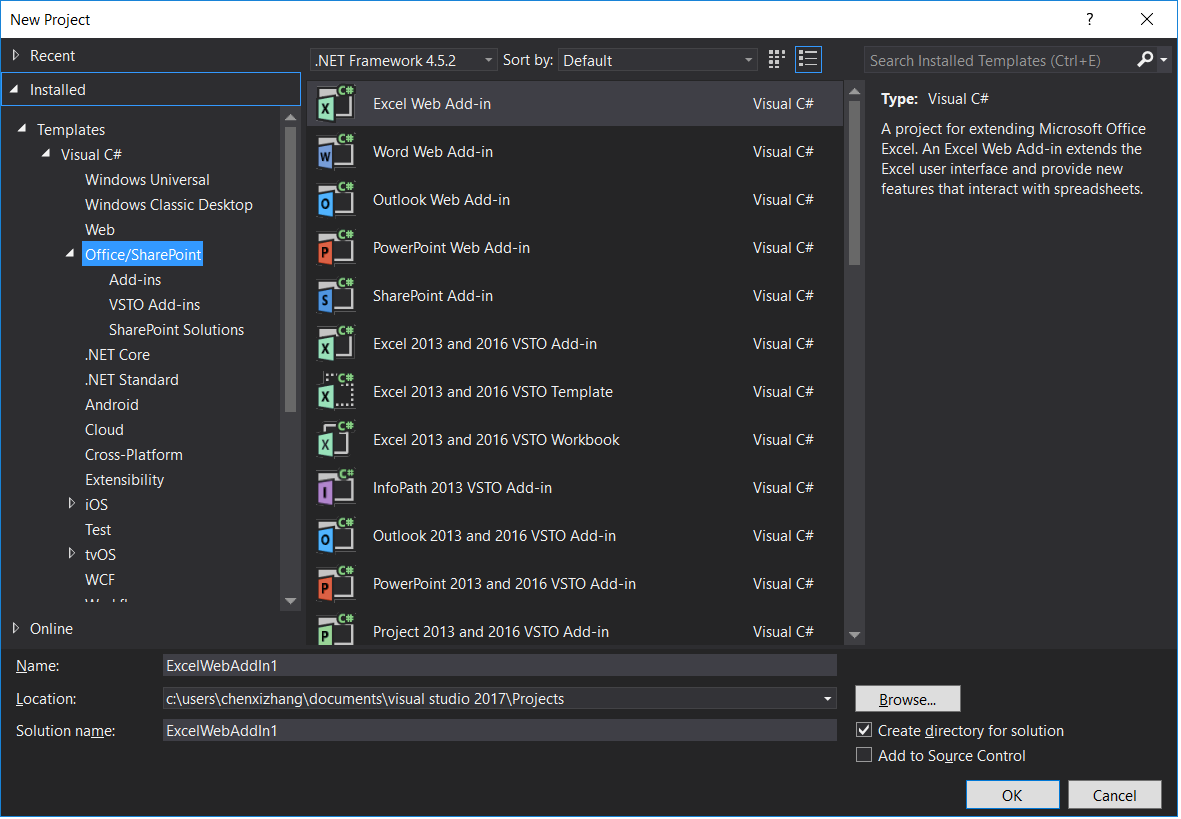 New Project
?
Recent
Installed
Templates
Visual C#
Windows Universal
Windows Classic Desktop
Web
Office/SharePoint
Add-ins
VSTO Add-ins
SharePoint Solutions
.NET Core
.NET Standard
Android
Cloud
Cross-Platform
Extensibility
iOS
Test
tvOS
WCF
Online
.NET Framework 4.5.2 Sort by: Default
Excel Web Add-in Visual C#
Word Web Add-in Visual C#
Outlook Web Add-in Visual C#
PowerPoint Web Add-in Visual C#
SharePoint Add-in Visual C#
Excel 2013 and 2016 VSTO Add-in Visual C#
Excel 2013 and 2016 VSTO Template Visual C#
Excel 2013 and 2016 VSTO Workbook Visual C#
InfoPath 2013 VSTO Add-in Visual C#
Outlook 2013 and 2016 VSTO Add-in Visual C#
PowerPoint 2013 and 2016 VSTO Add-in Visual C#
Project 2013 and 2016 VSTO Add-in Visual C#
Search Installed Templates (Ctrl+E)
Type: Visual C#
A project for extending Microsoft Office
Excel. An Excel Web Add-in extends the
Excel user interface and provide new
features that interact with spreadsheets.
Name: ExcelWebAddIn1
Location: c:\users\chenxizhang\documents\visual studio 2017\Projects
Browse...
Solution name: ExcelWebAddIn1
Create directory for solution
Add to Source Control
OK Cancel